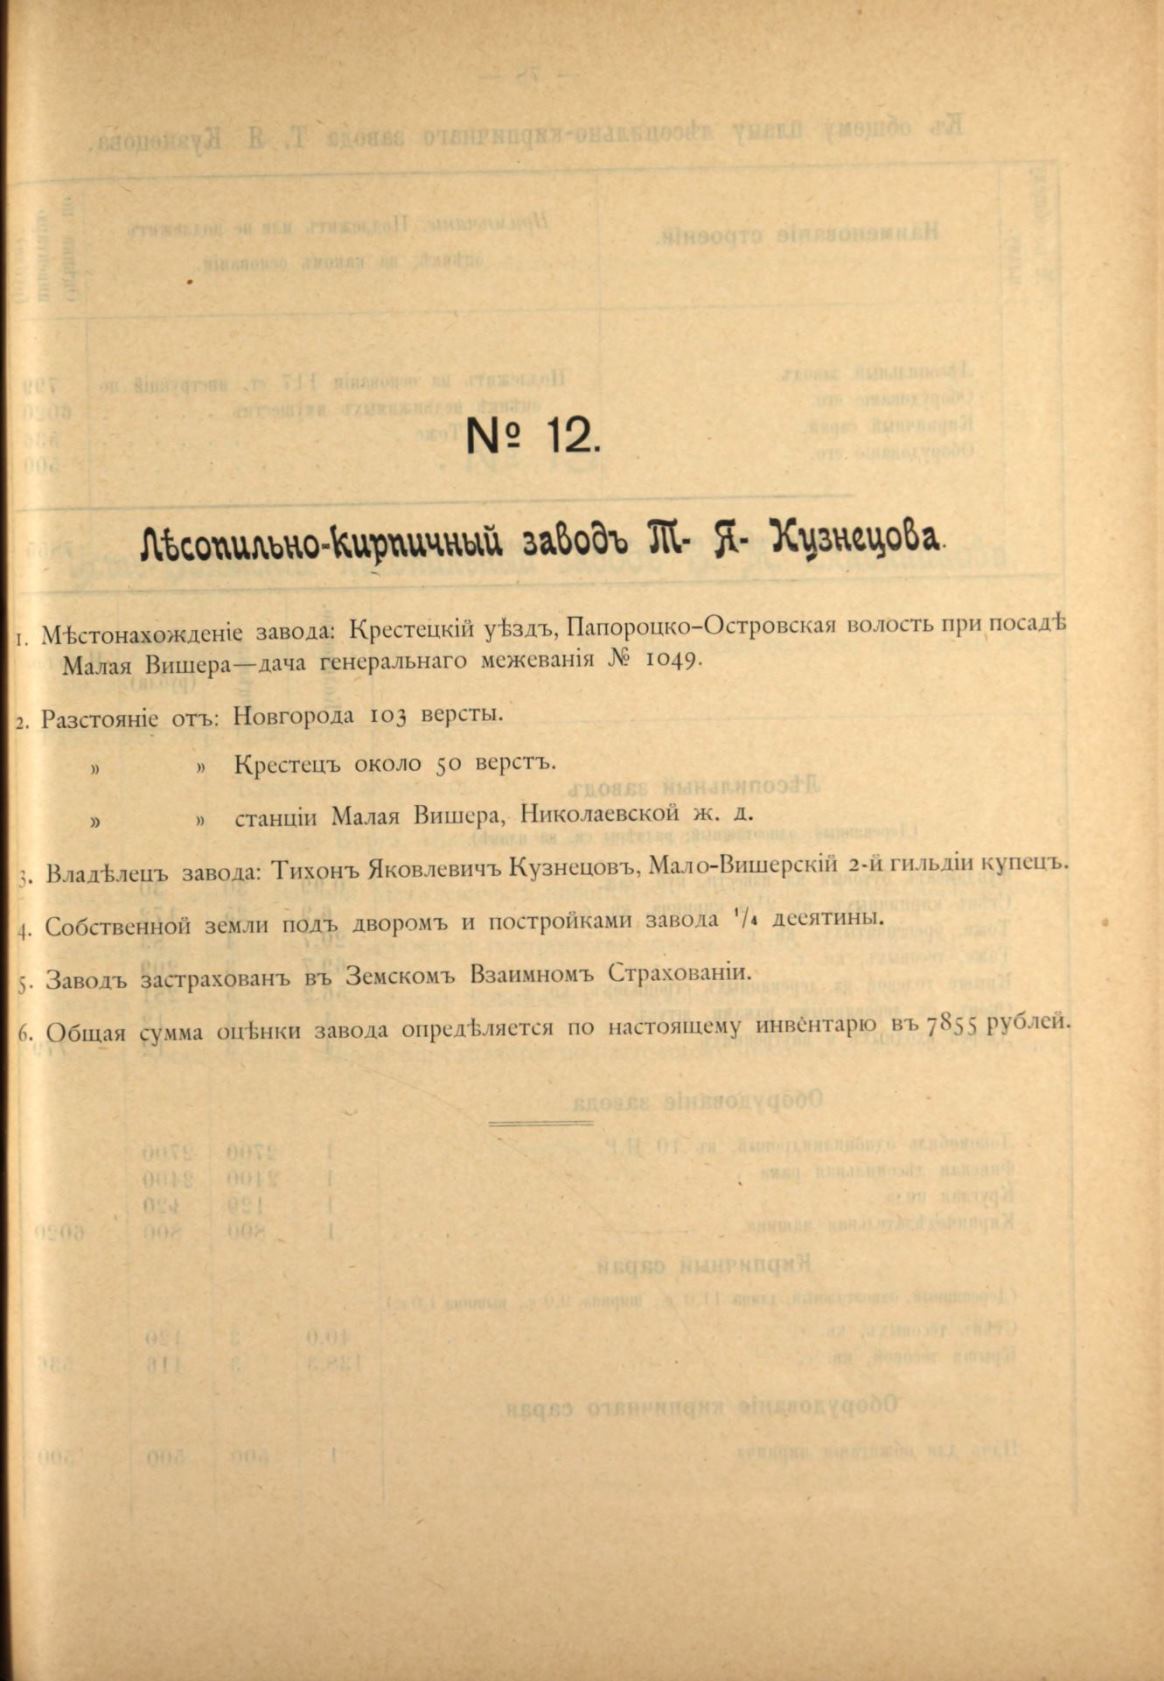 № 12.
Лѣсопильно-кирпичный заводъ Т. Я. Кузнецова.
1. Мѣстонахожденіе завода: Крестецкій уѣздъ, Папороцко-Островская волость при посадѣ
Малая Вишера—дача генеральнаго межеванія № 1049.
2. Разстояніе отъ: Новгорода 103 версты.
» » Крестецъ около 50 верстъ.
» » станціи Малая Вишера, Николаевской ж. д.
3. Владѣлецъ завода: Тихонъ Яковлевичъ Кузнецовъ, Мало-Вишерскій 2-й гильдіи купецъ.
4. Собственной земли подъ дворомъ и постройками завода 1/4 десятины.
5. Заводъ застрахованъ въ Земскомъ Взаимномъ Страхованіи.
6. Общая сумма оцѣнки завода опредѣляется по настоящему инвентарю въ 7855 рублей.